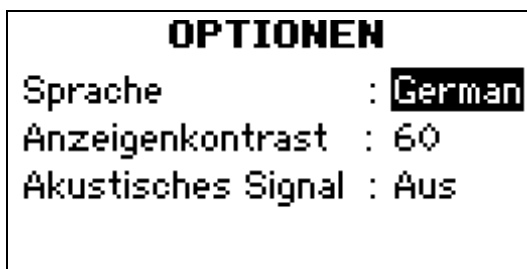 OPTIONEN
Sprache : German
Anzeigenkontrast : 60
Akustisches Signal : Aus